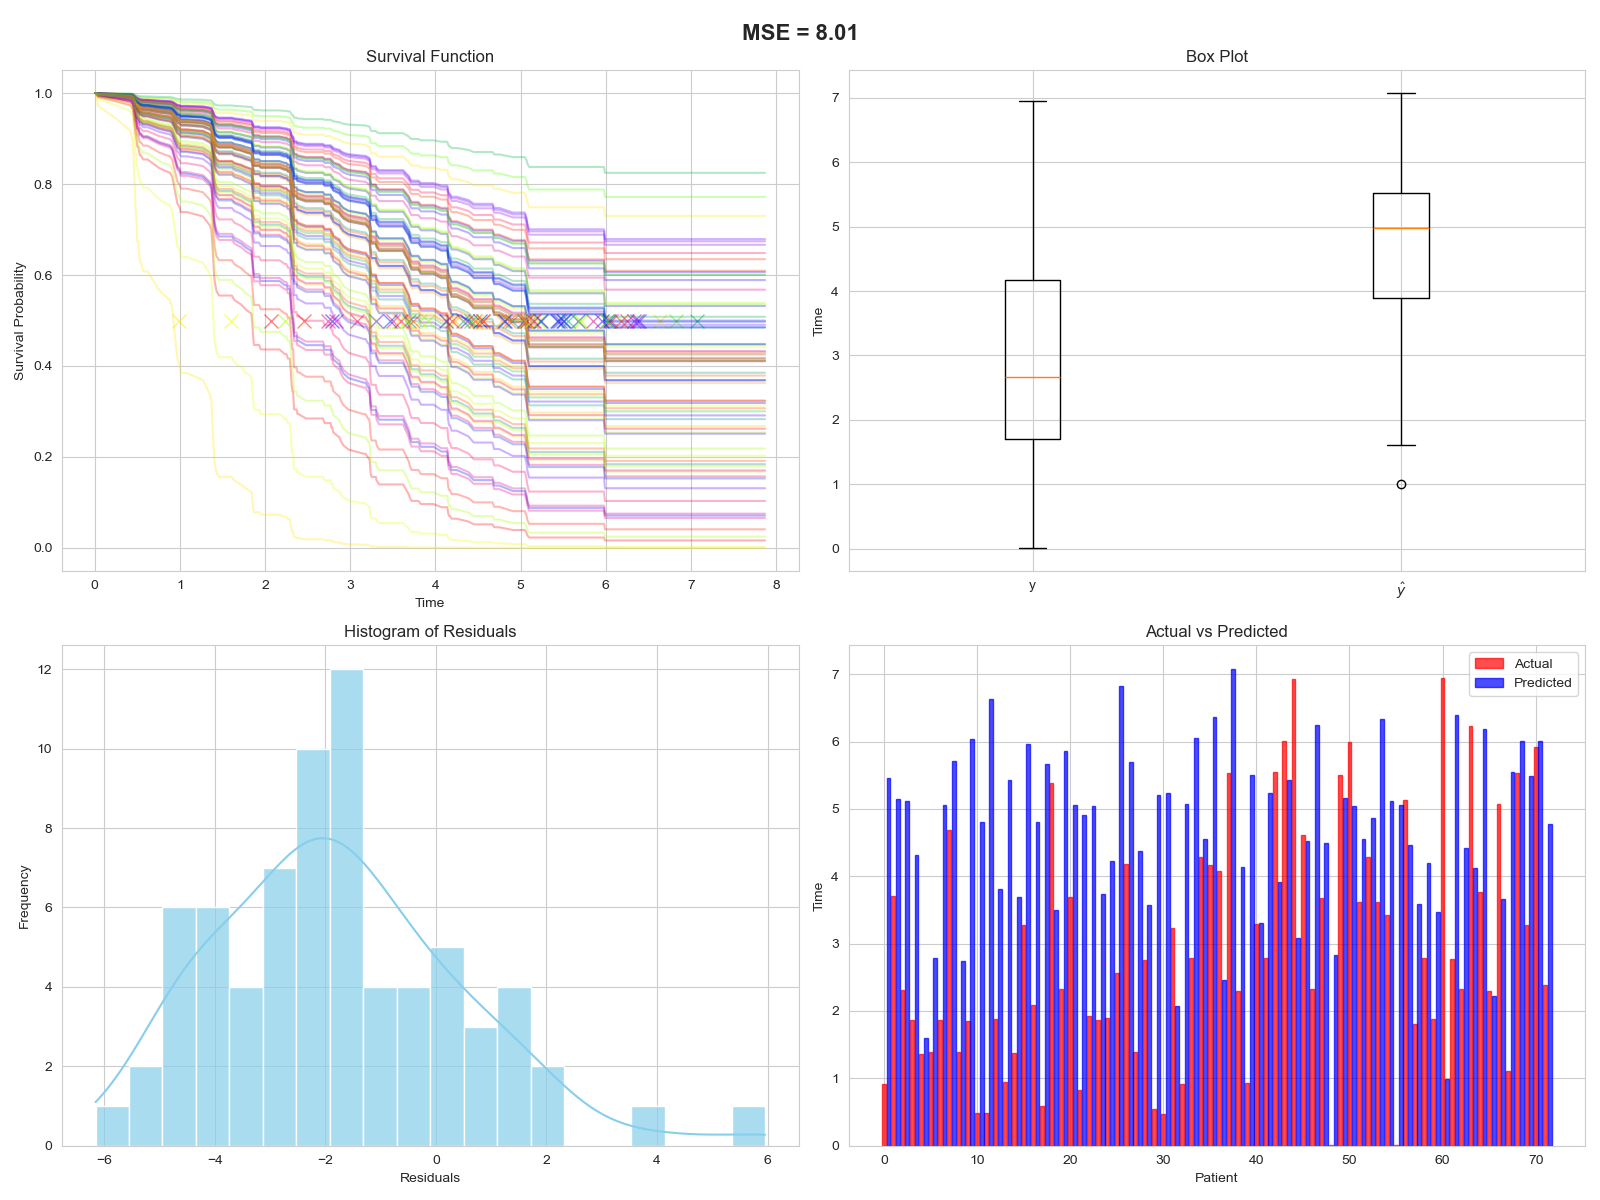 MSE = 8.01
Survival Function
Survival Probability
1.0
0.8
0.6
0.4
0.2
0.0
0 1 2 3 4 5 6 7 8
Time
Box Plot
Time
7
6
5
4
3
2
1
0
y ŷ
Histogram of Residuals
Frequency
12
10
8
6
4
2
0
−6 −4 −2 0 2 4 6
Residuals
Actual vs Predicted
Actual
Predicted
Time
7
6
5
4
3
2
1
0
0 10 20 30 40 50 60 70
Patient